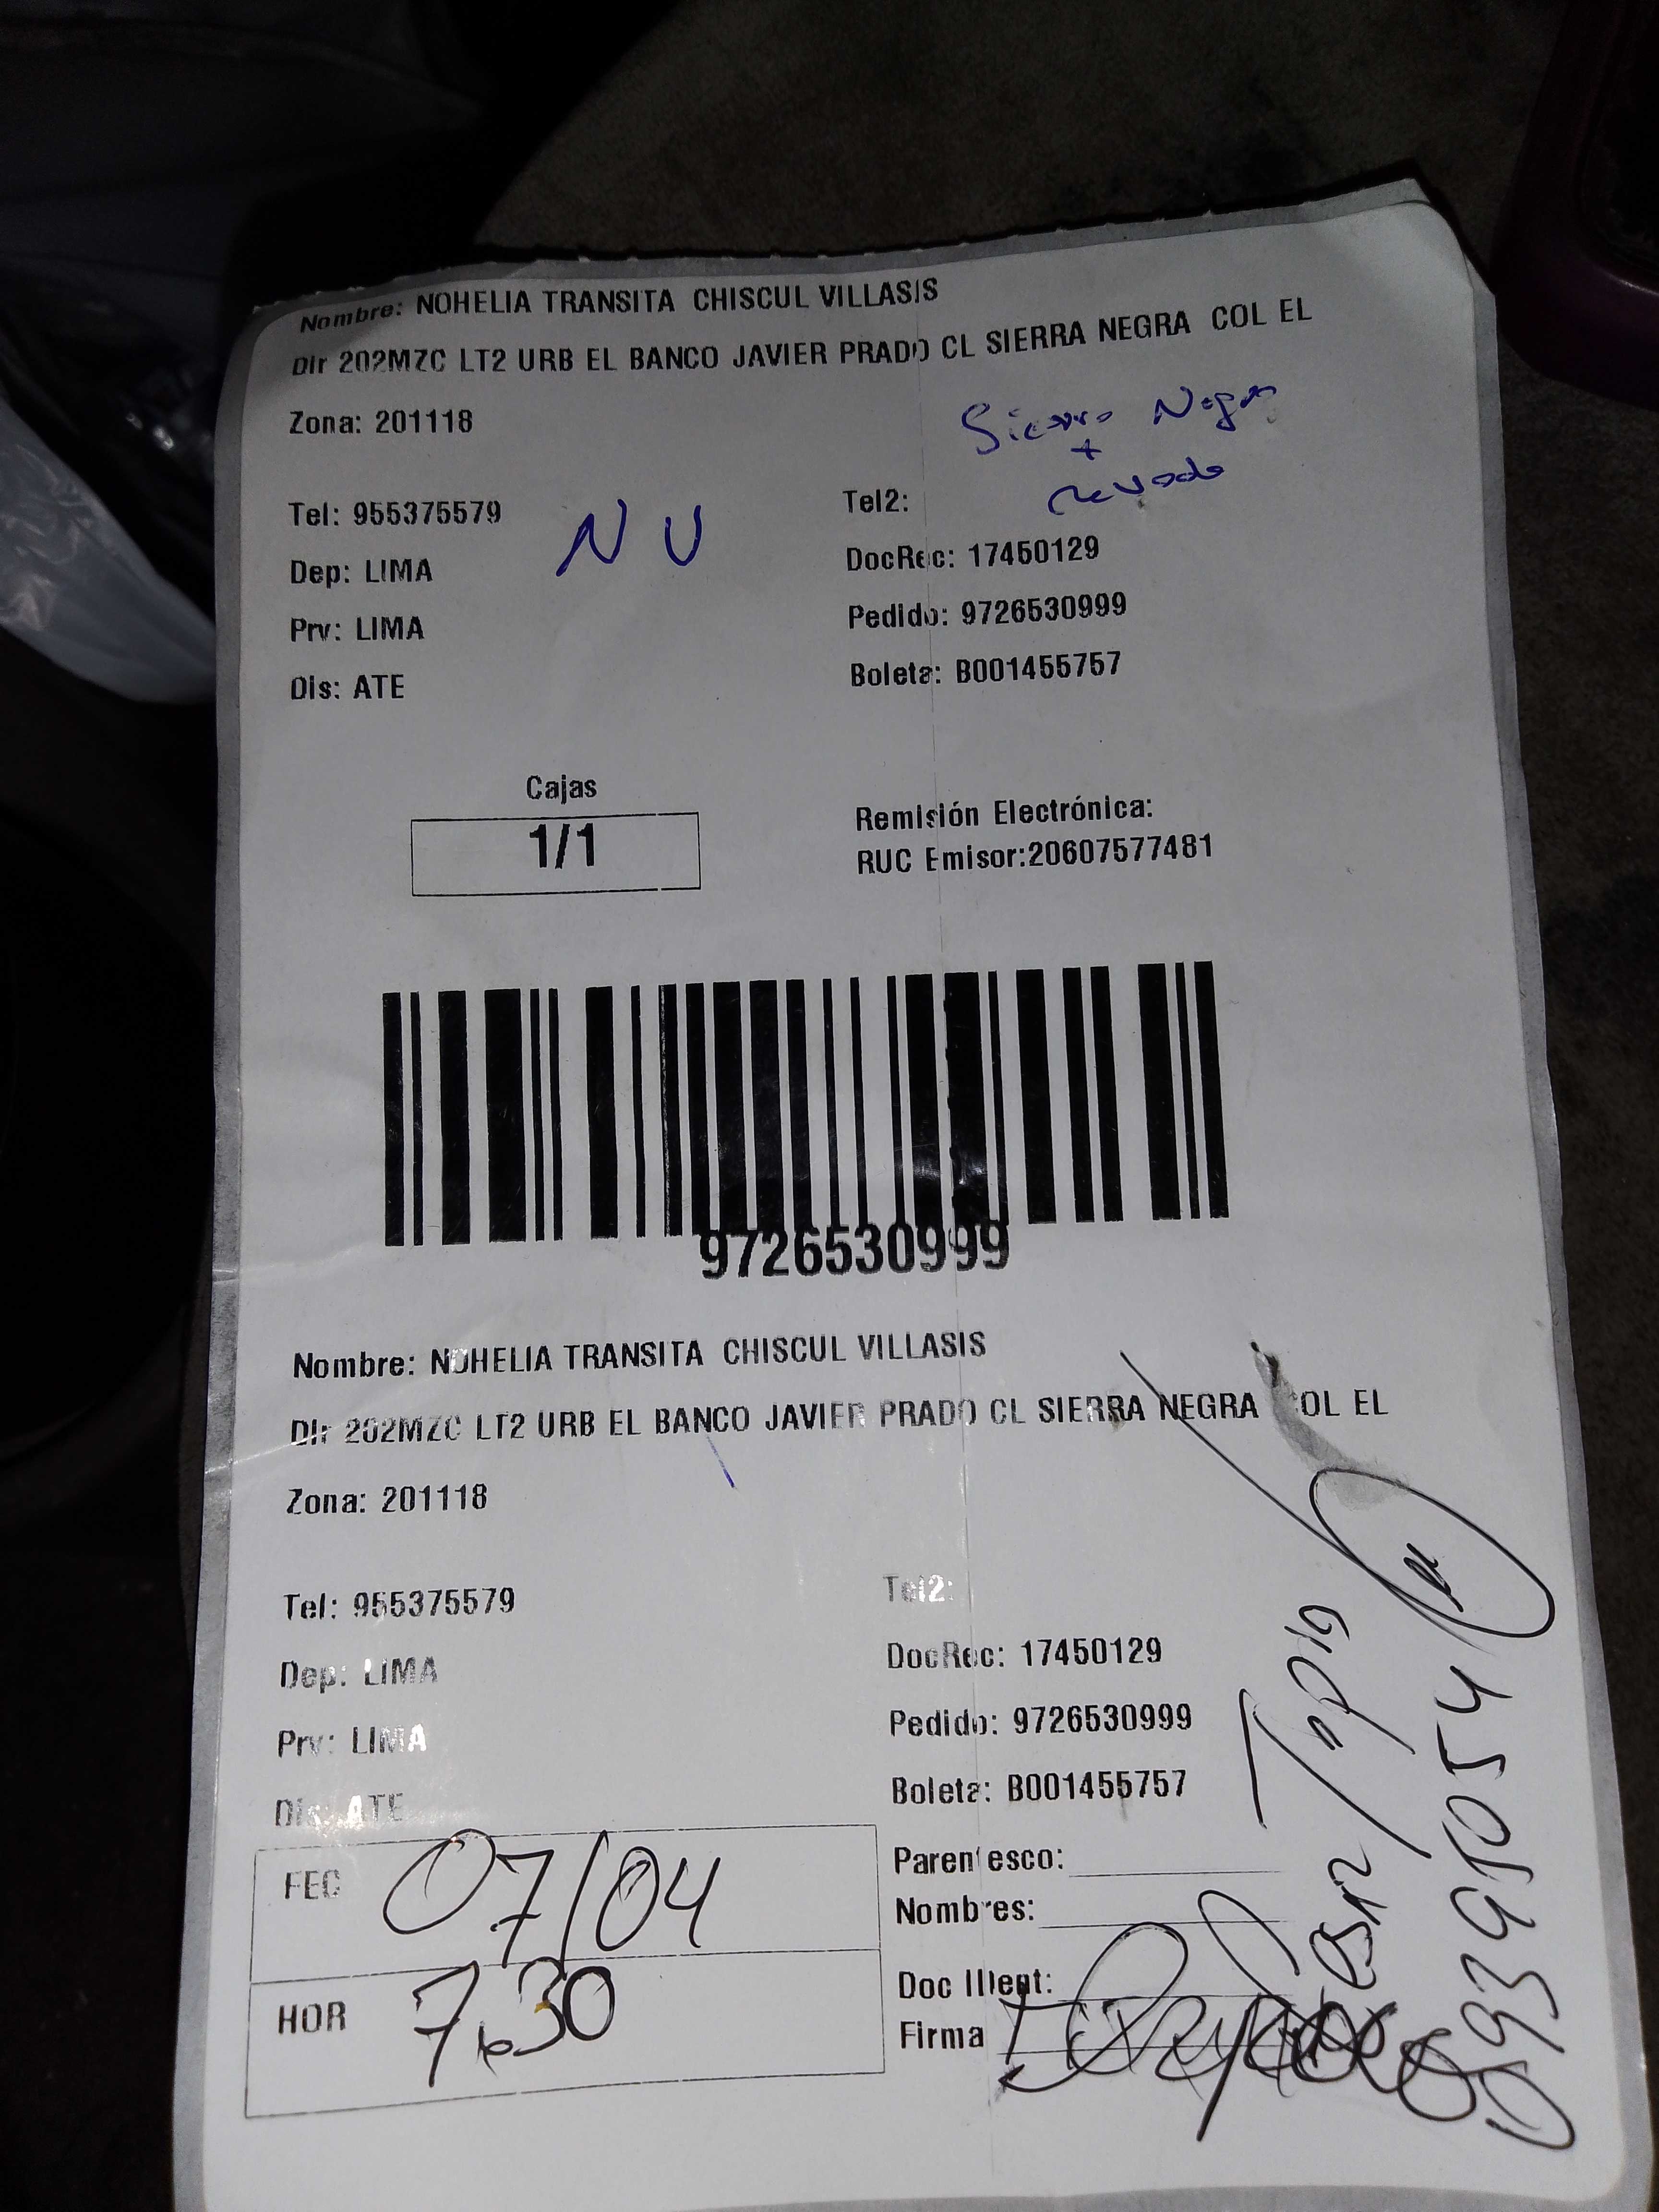 Nombre: NOHELIA TRANSITA CHISCUL VILLASIS
Dir 202MZC LT2 URB EL BANCO JAVIER PRADO CL SIERRA NEGRA COL EL
Zona: 201118
Sierra Negra
+
nevado
Tel: 955375579
N U
Tel2:
Dep: LIMA
DocRec: 17450129
Prv: LIMA
Pedido: 9726530999
Dis: ATE
Boleta: B001455757
Cajas
1/1
Remisión Electrónica:
RUC Emisor:20607577481
9726530999
Nombre: NOHELIA TRANSITA CHISCUL VILLASIS
Dir 202MZC LT2 URB EL BANCO JAVIER PRADO CL SIERRA NEGRA COL EL
Zona: 201118
Tel: 955375579
Tel2:
Dep: LIMA
DocRec: 17450129
Prv: LIMA
Pedido: 9726530999
Dis: ATE
Boleta: B001455757
FEC 07/04
Parentesco:
Nombres:
HOR 7:30
Doc Ident:
Firma